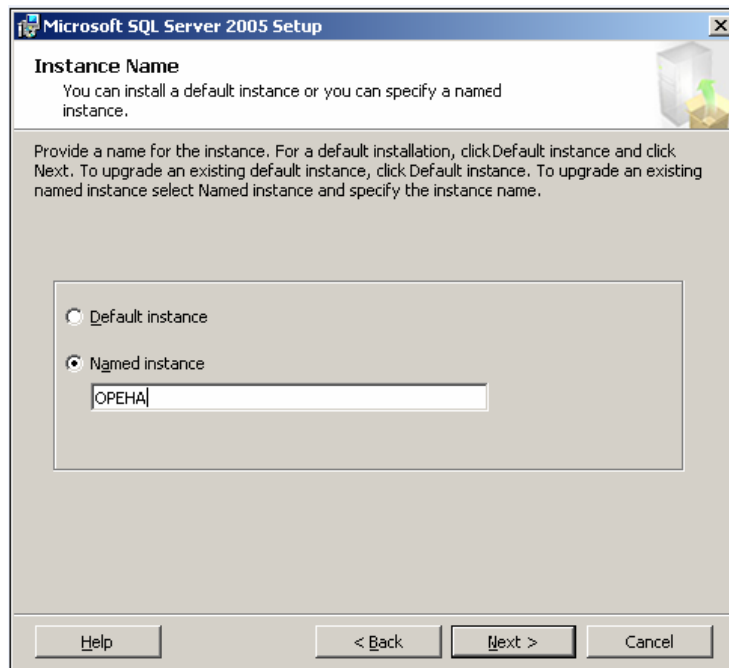 Microsoft SQL Server 2005 Setup
Instance Name
You can install a default instance or you can specify a named
instance.
Provide a name for the instance. For a default installation, click Default instance and click
Next. To upgrade an existing default instance, click Default instance. To upgrade an existing
named instance select Named instance and specify the instance name.
Default instance
Named instance
OPEHA
Help
< Back
Next >
Cancel